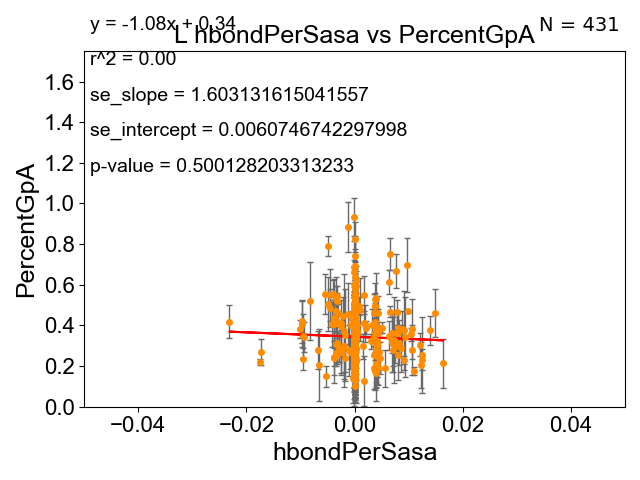 y = -1.08x + 0.34
N = 431
L hbondPerSasa vs PercentGpA
r^2 = 0.00
se_slope = 1.603131615041557
se_intercept = 0.0060746742297998
p-value = 0.500128203313233
PercentGpA
1.6
1.4
1.2
1.0
0.8
0.6
0.4
0.2
0.0
−0.04
−0.02
0.00
0.02
0.04
hbondPerSasa